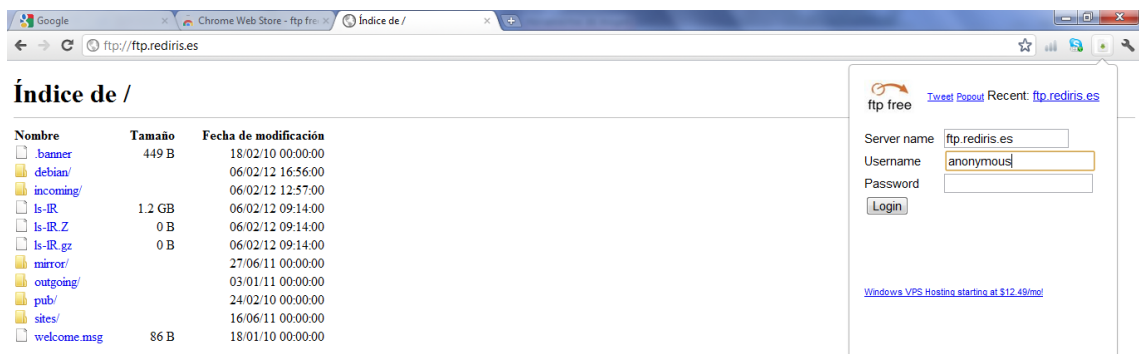 Google
Chrome Web Store - ftp fre
Índice de /
ftp://ftp.rediris.es
Índice de /
Nombre Tamaño Fecha de modificación
.banner 449 B 18/02/10 00:00:00
debian/ 06/02/12 16:56:00
incoming/ 06/02/12 12:57:00
ls-lR 1.2 GB 06/02/12 09:14:00
ls-lR.Z 0 B 06/02/12 09:14:00
ls-lR.gz 0 B 06/02/12 09:14:00
mirror/ 27/06/11 00:00:00
outgoing/ 03/01/11 00:00:00
pub/ 24/02/10 00:00:00
sites/ 16/06/11 00:00:00
welcome.msg 86 B 18/01/10 00:00:00
ftp free
Tweet Popout Recent: ftp.rediris.es
Server name ftp.rediris.es
Username anonymous
Password
Login
Windows VPS Hosting starting at $12.49/mo!